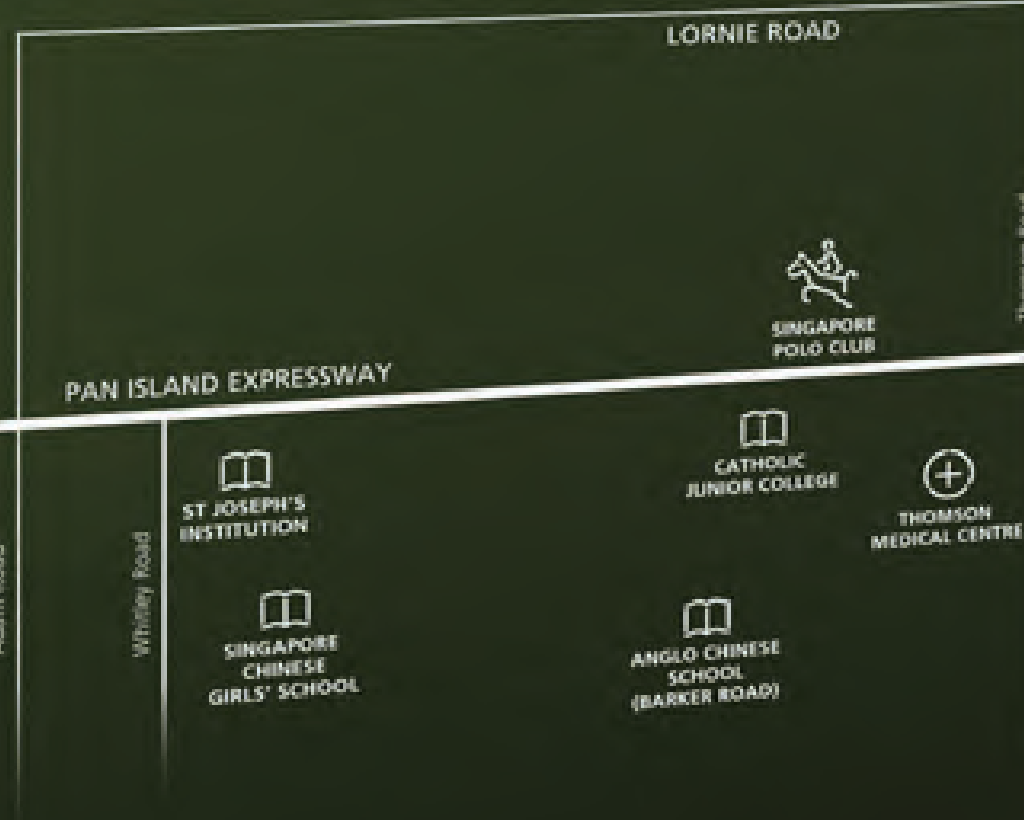 LORNIE ROAD
SINGAPORE
POLO CLUB
PAN ISLAND EXPRESSWAY
CATHOLIC
JUNIOR COLLEGE
ST JOSEPH'S
INSTITUTION
THOMSON
MEDICAL CENTRE
Whitley Road
SINGAPORE
CHINESE
GIRLS' SCHOOL
ANGLO CHINESE
SCHOOL
(BARKER ROAD)